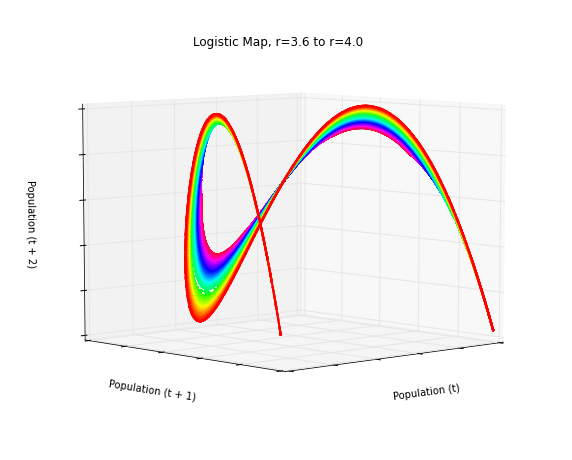 Logistic Map, r=3.6 to r=4.0
Population (t + 2)
Population (t + 1)
Population (t)